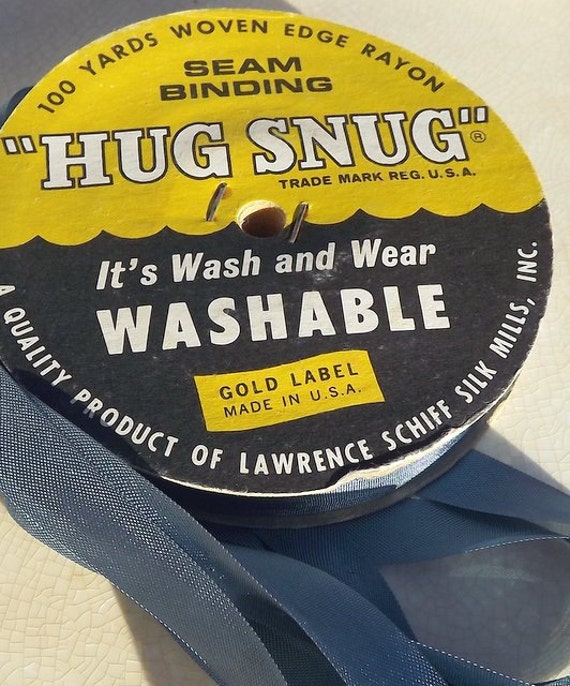 100 YARDS WOVEN EDGE RAYON
SEAM
BINDING
"HUG SNUG"®
TRADE MARK REG. U.S.A.
It's Wash and Wear
WASHABLE
GOLD LABEL
MADE IN U.S.A.
A QUALITY PRODUCT OF LAWRENCE SCHIFF SILK MILLS, INC.